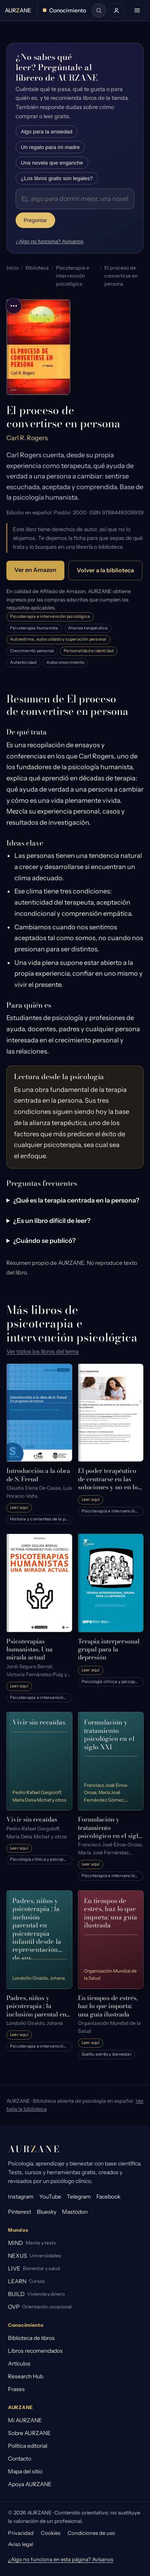 AURZANE
Conocimiento
¿No sabes
qué leer?
Pregúntale al
librero de AURZANE
Cuéntale qué te pasa, qué te gusta o para
qué lo necesitas, y te recomienda libros de la tienda.
También responde dudas sobre cómo
comprar o leer gratis.
Algo para la ansiedad
Un regalo para mi madre
Una novela que enganche
¿Los libros gratis son legales?
Ej. algo para dormir mejor, una novel
Preguntar
¿Algo no funciona? Avísanos
Inicio / Biblioteca / Psicoterapia e intervención psicológica / El proceso de convertirse en persona
EL PROCESO DE
CONVERTIRSE EN
PERSONA
Carl R. Rogers
El proceso de
convertirse en persona
Carl R. Rogers
Carl Rogers cuenta, desde su propia
experiencia, qué ayuda de verdad a una
persona a cambiar: sentirse escuchada,
aceptada y comprendida. Base de
la psicología humanista.
Edición en español: Paidós · 2003 · ISBN 9788449309939
Este libro tiene derechos de autor, así que no lo
alojamos. Te dejamos la ficha para que sepas de qué
trata y lo busques en una librería o biblioteca.
Ver en Amazon
Volver a la biblioteca
En calidad de Afiliado de Amazon, AURZANE obtiene
ingresos por las compras adscritas que cumplen los
requisitos aplicables.
Psicoterapia e intervención psicológica
Psicoterapia humanista
Alianza terapéutica
Autoestima, autocuidado y superación personal
Crecimiento personal
Personalidad e identidad
Autenticidad
Autoconocimiento
Resumen de El proceso
de convertirse en persona
De qué trata
Es una recopilación de ensayos y
conferencias en los que Carl Rogers, uno de
los fundadores de la psicología humanista,
explica qué aprendió en décadas de terapia:
qué ayuda de verdad a una persona a cambiar
y cómo es una vida plenamente vivida.
Mezcla su experiencia personal, casos y
resultados de investigación.
Ideas clave
• Las personas tienen una tendencia natural
a crecer y desarrollarse si encuentran un
clima adecuado.
• Ese clima tiene tres condiciones:
autenticidad del terapeuta, aceptación
incondicional y comprensión empática.
• Cambiamos cuando nos sentimos
aceptados tal como somos, no cuando nos
presionan para ser distintos.
• Una vida plena supone estar abierto a la
experiencia, confiar en uno mismo y
vivir el presente, como un proceso que
continúa.
Para quién es
Estudiantes de psicología y profesiones de
ayuda, docentes, padres y cualquier persona
interesada en el crecimiento personal y
las relaciones.
Lectura desde la psicología
Es una obra fundamental de la terapia
centrada en la persona. Sus tres
condiciones siguen siendo hoy la base
de la alianza terapéutica, uno de los
factores que más predicen el éxito de
cualquier psicoterapia, sea cual sea
el enfoque.
Preguntas frecuentes
▸ ¿Qué es la terapia centrada en la persona?
▸ ¿Es un libro difícil de leer?
▸ ¿Cuándo se publicó?
Resumen propio de AURZANE. No reproduce texto
del libro.
Más libros de
psicoterapia e
intervención psicológica
Ver todos los libros del tema
Introducción a la obra
de S. Freud
Claudia Elena De Casas, Luis
Horacio Volta
Leer aquí
Historia y corrientes de la p…
El poder terapéutico
de centrarse en las
soluciones y no en lo…
Leer aquí
Psicoterapia e intervención…
PSICOTERAPIAS
HUMANISTAS
UNA MIRADA ACTUAL
Psicoterapias
humanistas. Una
mirada actual
Jordi Segura Bernal,
Victoria Fernández-Puig y…
Leer aquí
Psicoterapia e intervenció…
Terapia interpersonal
grupal para la
depresión
Leer aquí
Psicología clínica y psicop…
Vivir sin recaídas
Pedro Rafael Gargoloff,
María Delia Michat y otros
Vivir sin recaídas
Pedro Rafael Gargoloff,
María Delia Michat y otros
Leer aquí
Psicología clínica y psicop…
Formulación y
tratamiento
psicológico en el
siglo XXI
Francisco José Eiroa-
Orosa, María José
Fernández Gómez…
Formulación y
tratamiento
psicológico en el sigl…
Francisco José Eiroa-Orosa,
María José Fernández…
Leer aquí
Psicoterapia e intervención…
Padres, niños y
psicoterapia : la
inclusión
parental en
psicoterapia
infantil desde la
representación…
Londoño Giraldo, Johana
Padres, niños y
psicoterapia : la
inclusión parental en…
Londoño Giraldo, Johana
Leer aquí
Psicoterapia e intervenció…
En tiempos de
estrés, haz lo que
importa: una guía
ilustrada
Organización Mundial de
la Salud
En tiempos de estrés,
haz lo que importa:
una guía ilustrada
Organización Mundial de la
Salud
Leer aquí
Sueño, estrés y bienestar
AURZANE · Biblioteca abierta de psicología en español · Ver
toda la biblioteca
AURZANE
Psicología, aprendizaje y bienestar con base científica.
Tests, cursos y herramientas gratis, creados y
revisados por un psicólogo clínico.
Instagram YouTube Telegram Facebook
Pinterest Bluesky Mastodon
Mundos
MIND Mente y tests
NEXUS Universidades
LIVE Bienestar y salud
LEARN Cursos
BUILD Vivienda y dinero
OVP Orientación vocacional
Conocimiento
Biblioteca de libros
Libros recomendados
Artículos
Research Hub
Frases
AURZANE
Mi AURZANE
Sobre AURZANE
Política editorial
Contacto
Mapa del sitio
Apoya AURZANE
© 2026 AURZANE · Contenido orientativo: no sustituye
la valoración de un profesional.
Privacidad Cookies Condiciones de uso
Aviso legal
¿Algo no funciona en esta página? Avísanos